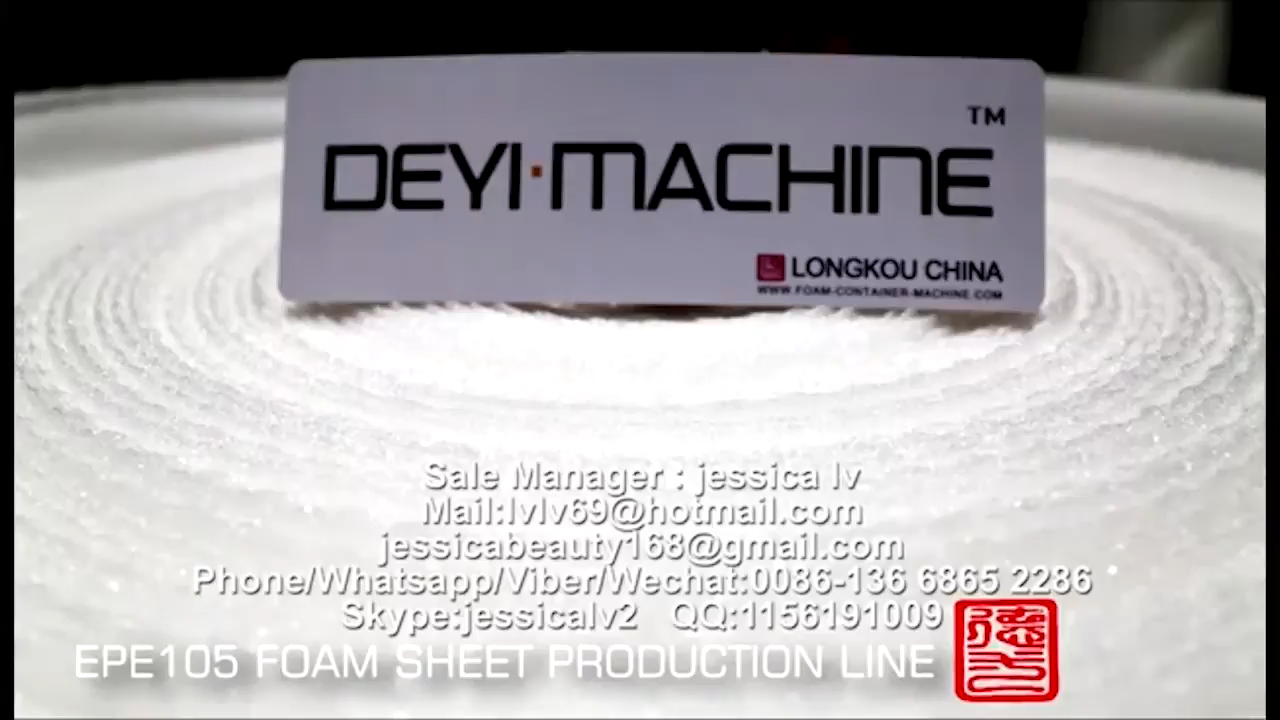 TM
DEYI·MACHINE
LONGKOU CHINA
WWW.FOAM-CONTAINER-MACHINE.COM
Sale Manager : jessica lv
Mail:lvlv69@hotmail.com
jessicabeauty168@gmail.com
Phone/Whatsapp/Viber/Wechat:0086-136 6865 2286
Skype:jessicalv2 QQ:1156191009
EPE105 FOAM SHEET PRODUCTION LINE